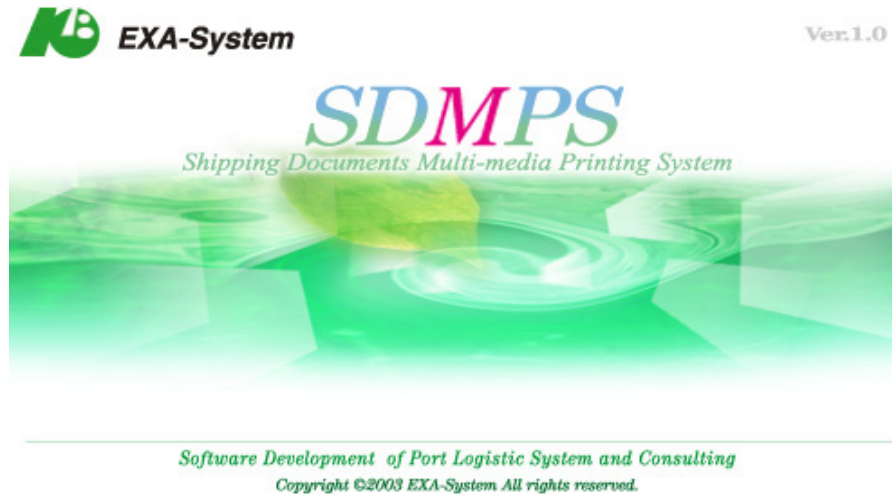 EXA-System
Ver.1.0
SDMPS
Shipping Documents Multi-media Printing System
Software Development of Port Logistic System and Consulting
Copyright ©2003 EXA-System All rights reserved.